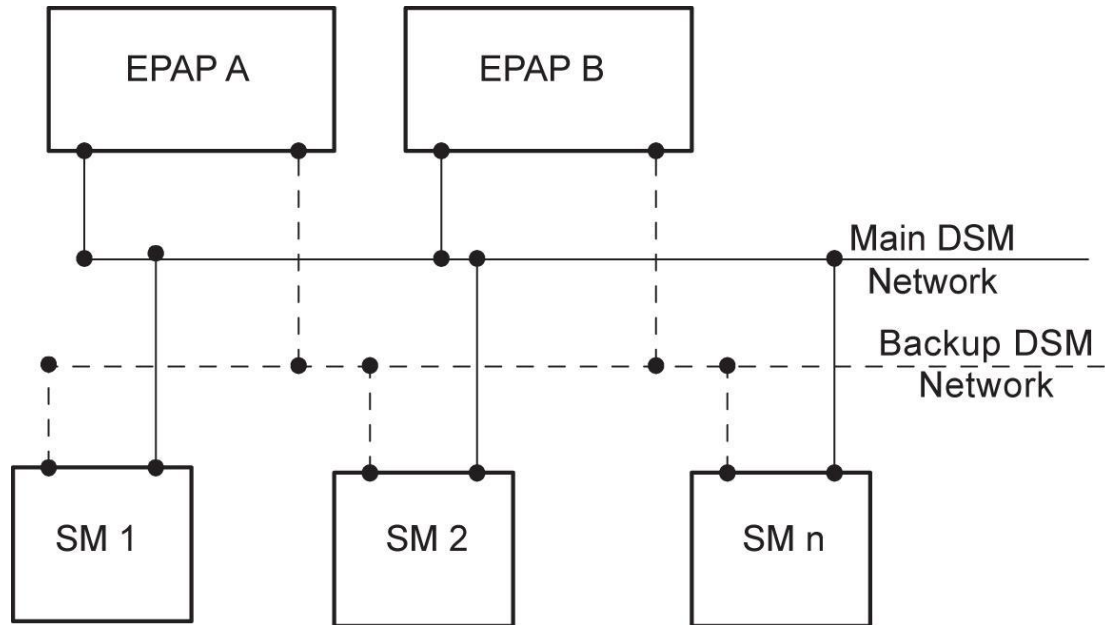 EPAP A
EPAP B
Main DSM
Network
Backup DSM
Network
SM 1
SM 2
SM n